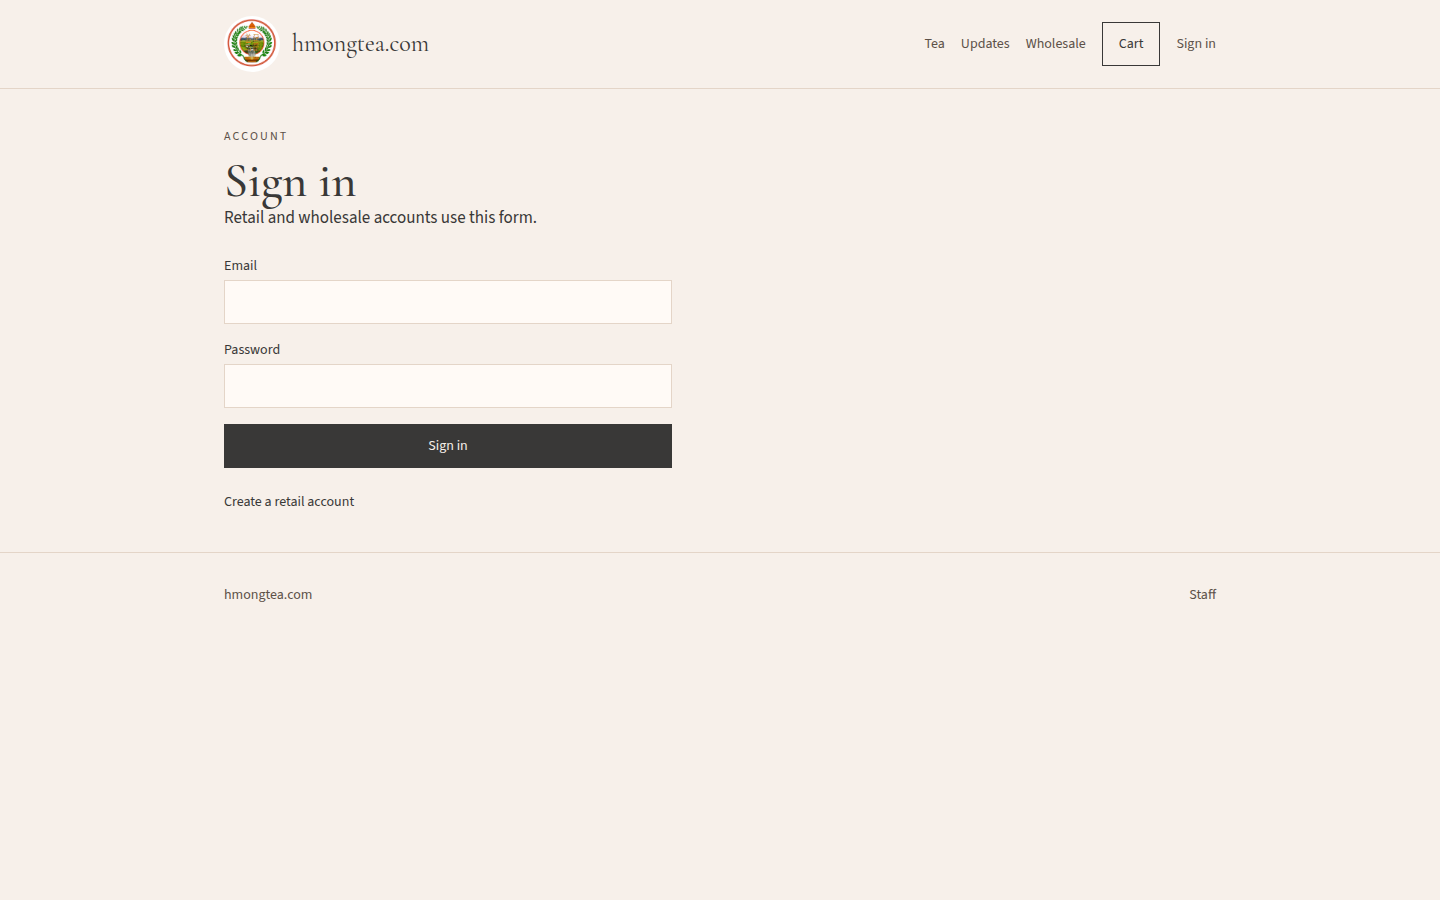 hmongtea.com
Tea Updates Wholesale Cart Sign in
ACCOUNT
Sign in
Retail and wholesale accounts use this form.
Email
Password
Sign in
Create a retail account
hmongtea.com Staff